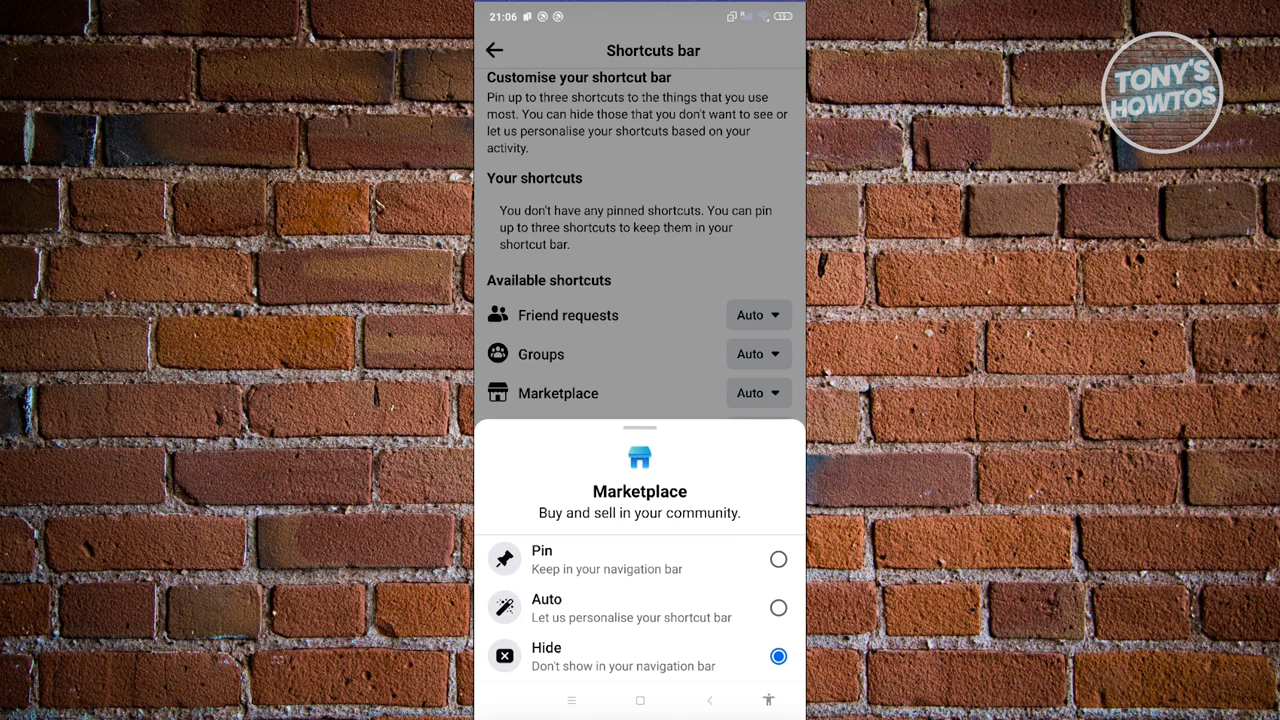 21:06
Shortcuts bar
TONY'S
HOWTOS
Customise your shortcut bar
Pin up to three shortcuts to the things that you use
most. You can hide those that you don't want to see or
let us personalise your shortcuts based on your
activity.
Your shortcuts
You don't have any pinned shortcuts. You can pin
up to three shortcuts to keep them in your
shortcut bar.
Available shortcuts
Friend requests Auto
Groups Auto
Marketplace Auto
Marketplace
Buy and sell in your community.
Pin
Keep in your navigation bar
Auto
Let us personalise your shortcut bar
Hide
Don't show in your navigation bar